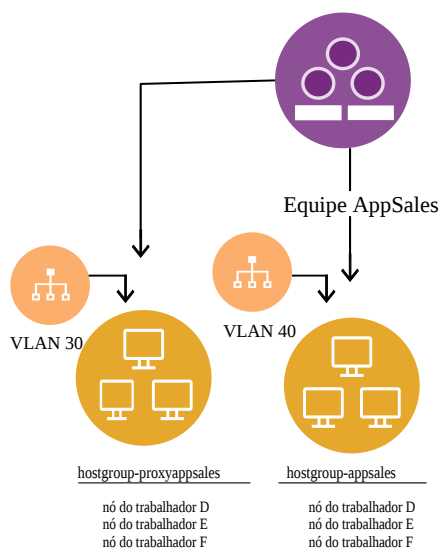 Equipe AppSales
VLAN 30
VLAN 40
hostgroup-proxyappsales
nó do trabalhador D
nó do trabalhador E
nó do trabalhador F
hostgroup-appsales
nó do trabalhador D
nó do trabalhador E
nó do trabalhador F